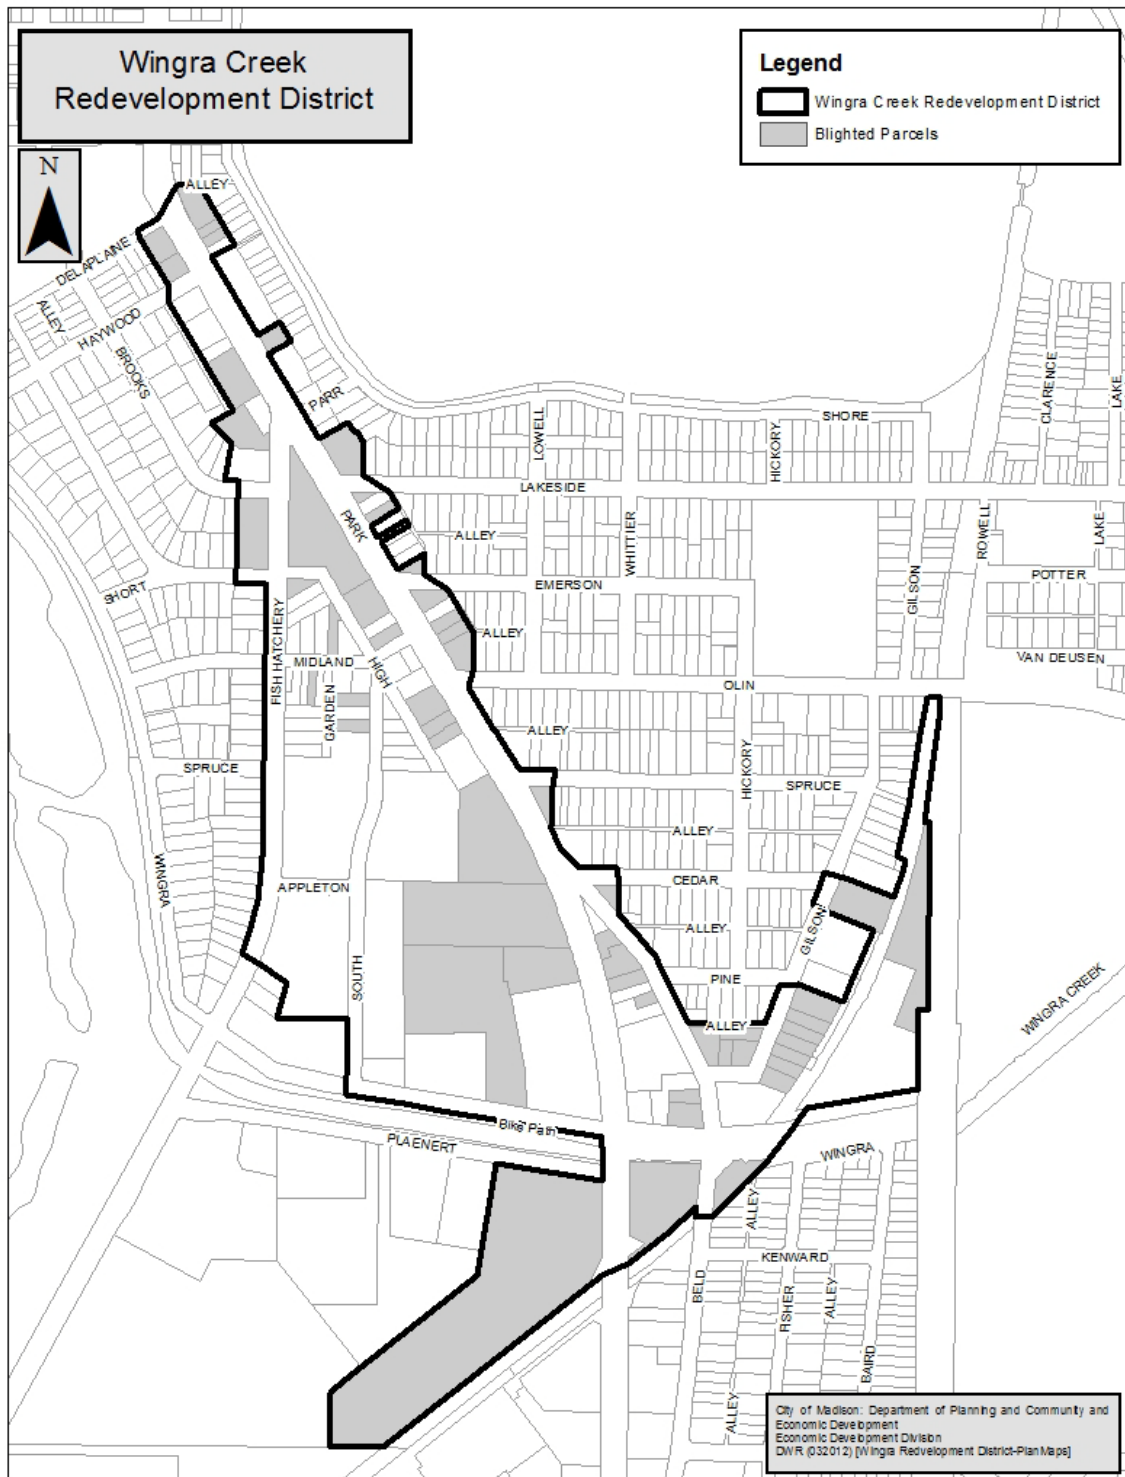 Wingra Creek
Redevelopment District
Legend
Wingra Creek Redevelopment District
Blighted Parcels
N
ALLEY
DELAPLAINE
ALLEY
HAYWOOD
BROOKS
PARR
SHORE
CLARENCE
LAKE
LOWELL
HICKORY
LAKESIDE
PARK
ALLEY
WHITTIER
ROWELL
LAKE
EMERSON
GILSON
POTTER
SHORT
FISH HATCHERY
ALLEY
VAN DEUSEN
MIDLAND
HIGH
OLIN
GARDEN
ALLEY
HICKORY
SPRUCE
SPRUCE
ALLEY
WINGRA
APPLETON
CEDAR
GILSON
ALLEY
SOUTH
PINE
WINGRA CREEK
ALLEY
Bike Path
PLAENERT
WINGRA
ALLEY
KENWARD
BELD
FISHER
ALLEY
BAIRD
ALLEY
City of Madison: Department of Planning and Community and
Economic Development
Economic Development Division
DWR (032012) [Wingra Redvelopment District-PlanMaps]